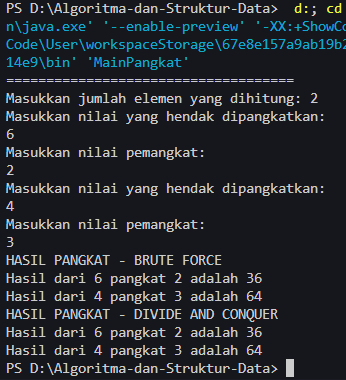 PS D:\Algoritma-dan-Struktur-Data> d:; cd
n\java.exe' '--enable-preview' '-XX:+ShowCo
Code\User\workspaceStorage\67e8e157a9ab19b2
14e9\bin' 'MainPangkat'
==================================
Masukkan jumlah elemen yang dihitung: 2
Masukkan nilai yang hendak dipangkatkan:
6
Masukkan nilai pemangkat:
2
Masukkan nilai yang hendak dipangkatkan:
4
Masukkan nilai pemangkat:
3
HASIL PANGKAT - BRUTE FORCE
Hasil dari 6 pangkat 2 adalah 36
Hasil dari 4 pangkat 3 adalah 64
HASIL PANGKAT - DIVIDE AND CONQUER
Hasil dari 6 pangkat 2 adalah 36
Hasil dari 4 pangkat 3 adalah 64
PS D:\Algoritma-dan-Struktur-Data>